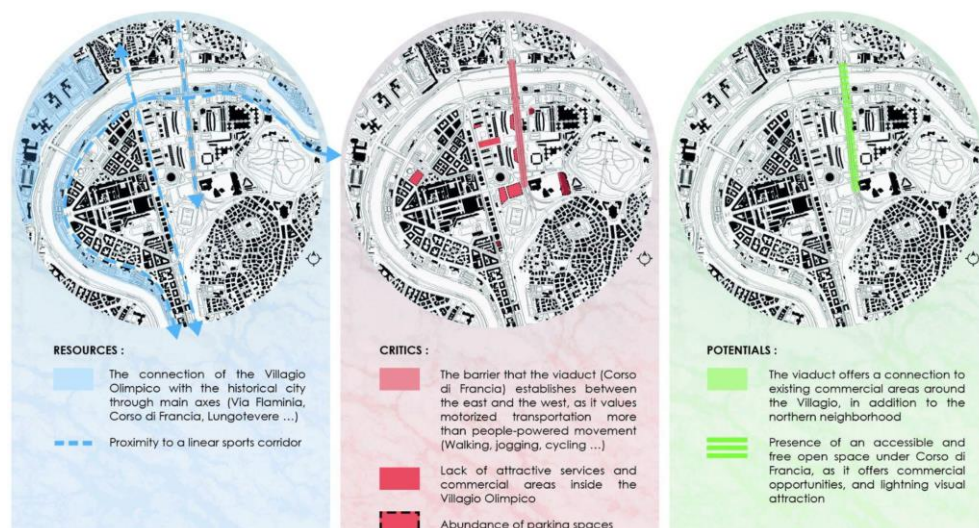 RESOURCES :
The connection of the Villagio
Olimpico with the historical city
through main axes (Via Flaminia,
Corso di Francia, Lungotevere ...)
Proximity to a linear sports corridor
CRITICS :
The barrier that the viaduct (Corso
di Francia) establishes between
the east and the west, as it values
motorized transportation more
than people-powered movement
(Walking, jogging, cycling ...)
Lack of attractive services and
commercial areas inside the
Villagio Olimpico
Abundance of parking spaces
POTENTIALS :
The viaduct offers a connection to
existing commercial areas around
the Villagio, in addition to the
northern neighborhood
Presence of an accessible and
free open space under Corso di
Francia, as it offers commercial
opportunities, and lightning visual
attraction